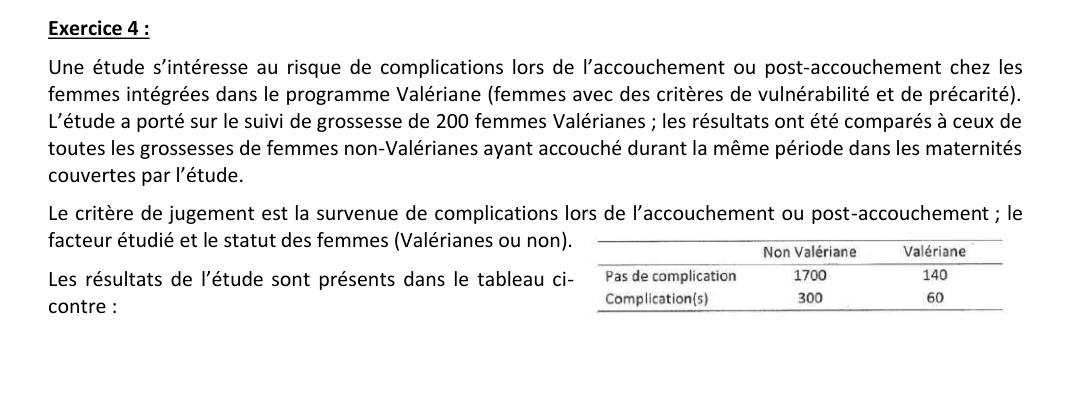 Exercice 4 :
Une étude s’intéresse au risque de complications lors de l’accouchement ou post-accouchement chez les
femmes intégrées dans le programme Valériane (femmes avec des critères de vulnérabilité et de précarité).
L’étude a porté sur le suivi de grossesse de 200 femmes Valérianes ; les résultats ont été comparés à ceux de
toutes les grossesses de femmes non-Valérianes ayant accouché durant la même période dans les maternités
couvertes par l’étude.
Le critère de jugement est la survenue de complications lors de l’accouchement ou post-accouchement ; le
facteur étudié et le statut des femmes (Valérianes ou non).
Les résultats de l’étude sont présents dans le tableau ci-
contre :
Non Valériane Valériane
Pas de complication 1700 140
Complication(s) 300 60